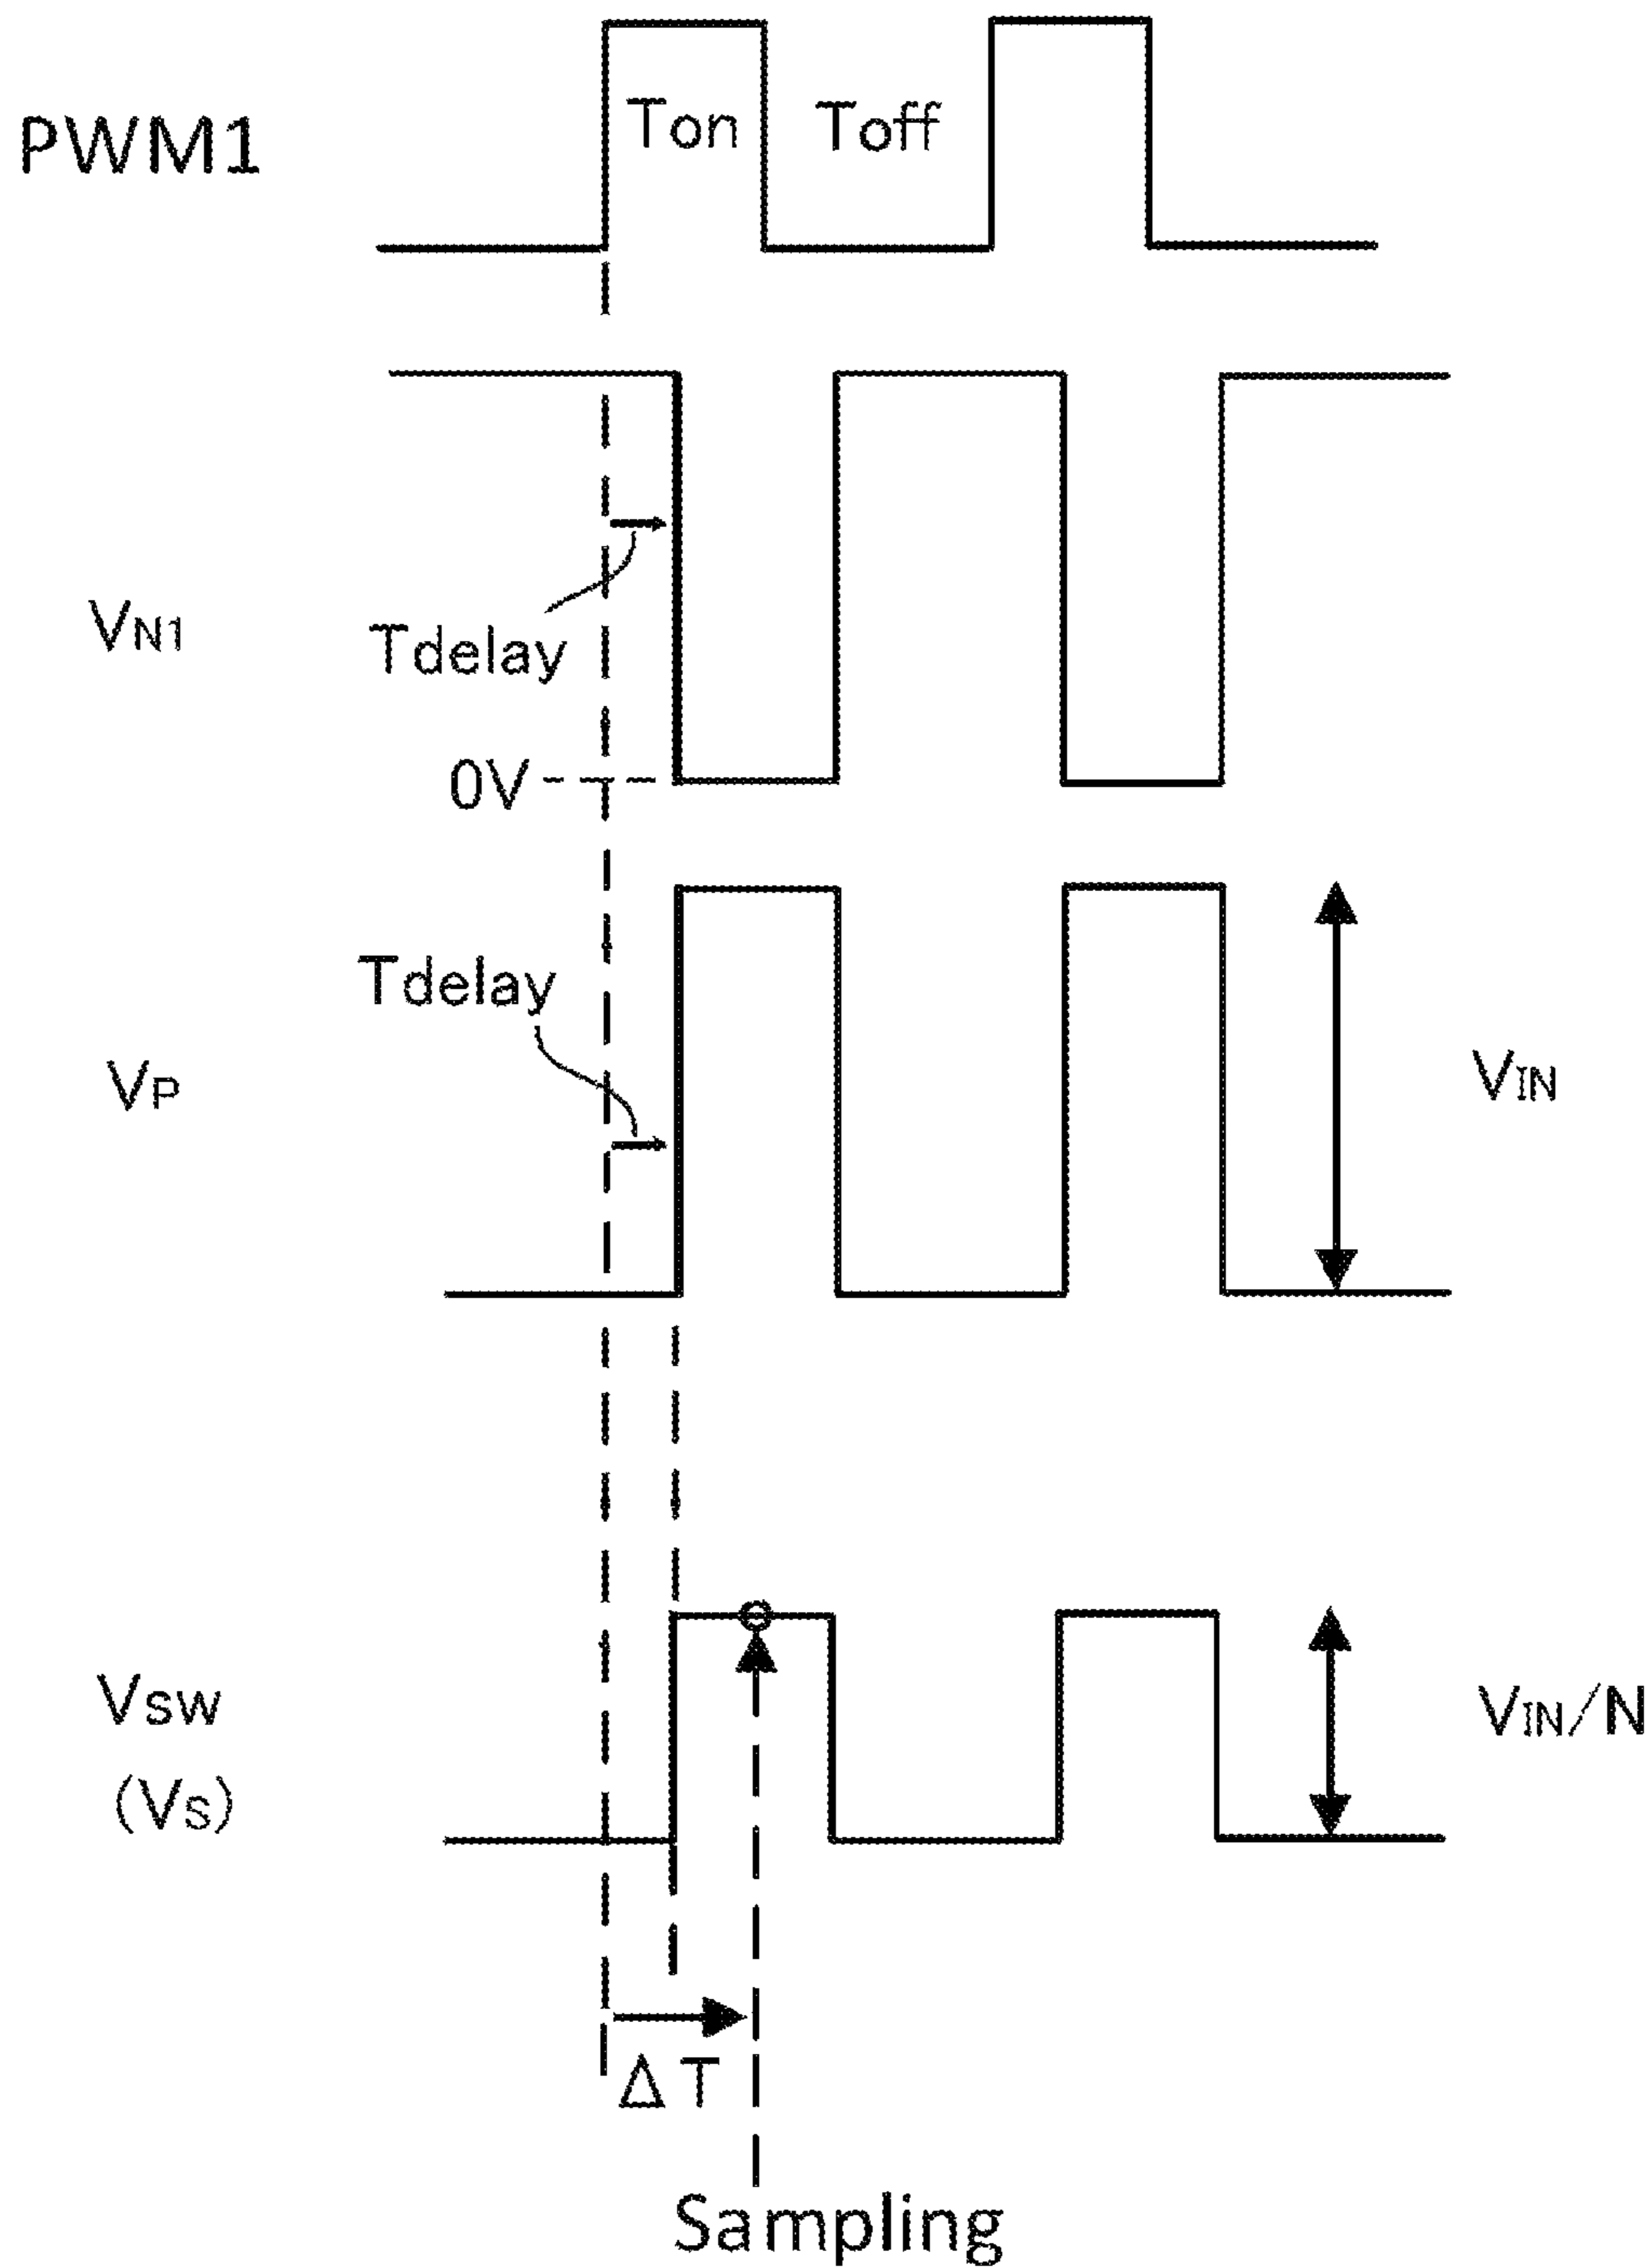 PWM1
Ton
Toff
VN1
Tdelay
0V
Tdelay
VP
VIN
VSW
(VS)
VIN/N
ΔT
Sampling